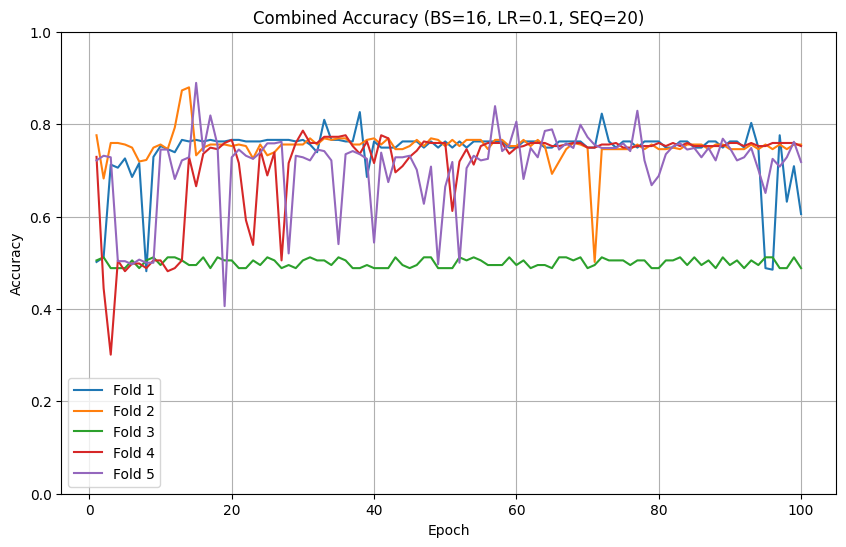 Combined Accuracy (BS=16, LR=0.1, SEQ=20)
1.0
0.8
0.6
0.4
0.2
0.0
Accuracy
Fold 1
Fold 2
Fold 3
Fold 4
Fold 5
0 20 40 60 80 100
Epoch